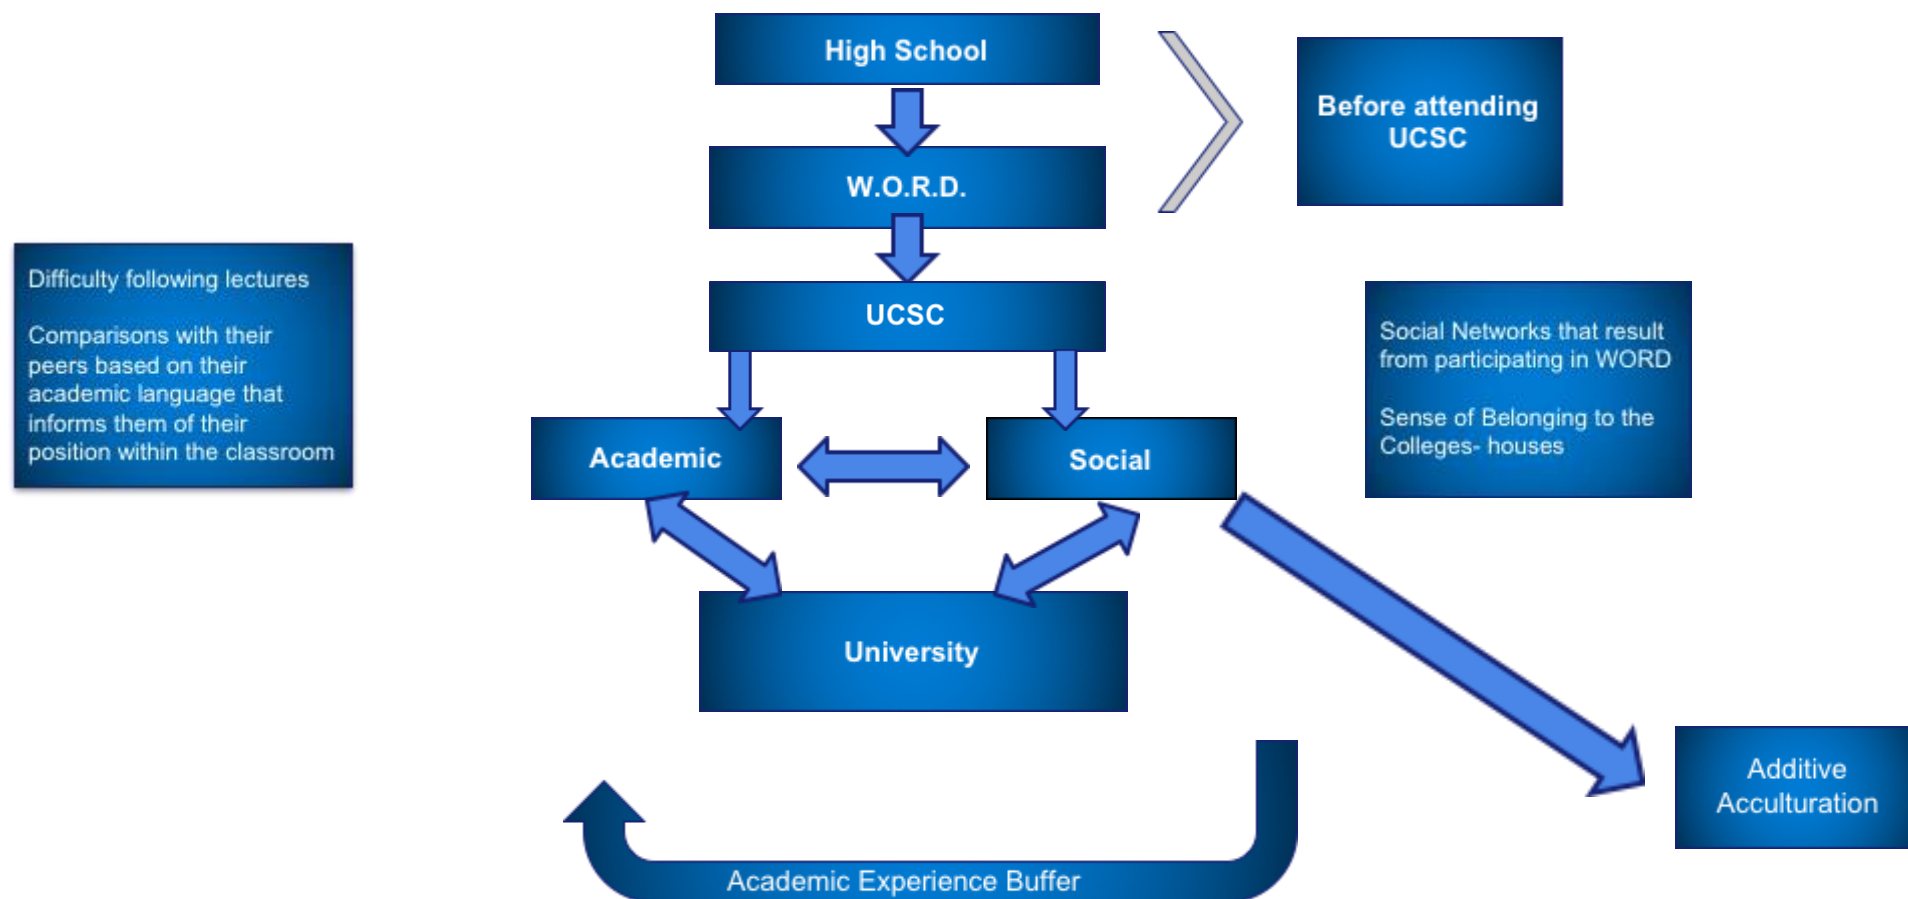 High School
Before attending
UCSC
W.O.R.D.
UCSC
Difficulty following lectures
Comparisons with their
peers based on their
academic language that
informs them of their
position within the classroom
Social Networks that result
from participating in WORD
Sense of Belonging to the
Colleges- houses
Academic
Social
University
Additive
Acculturation
Academic Experience Buffer